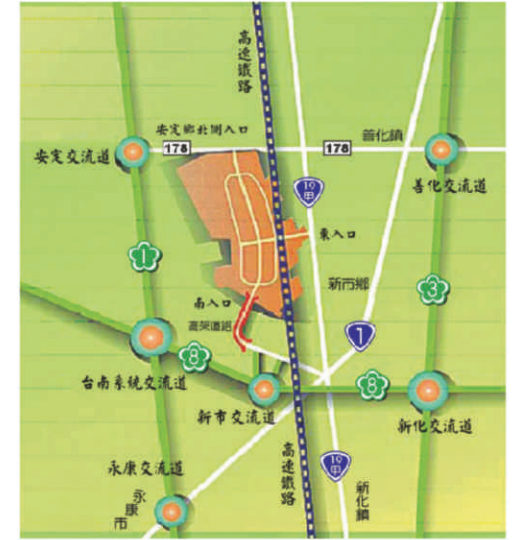 高速鐵路
安定鄉北側入口
178
178
善化鎮
安定交流道
善化交流道
19
甲
東入口
1
新市鄉
3
南入口
高架道路
1
8
台南系統交流道
8
新市交流道
新化交流道
高速鐵路
永康交流道
19
甲
永康市
新化鎮